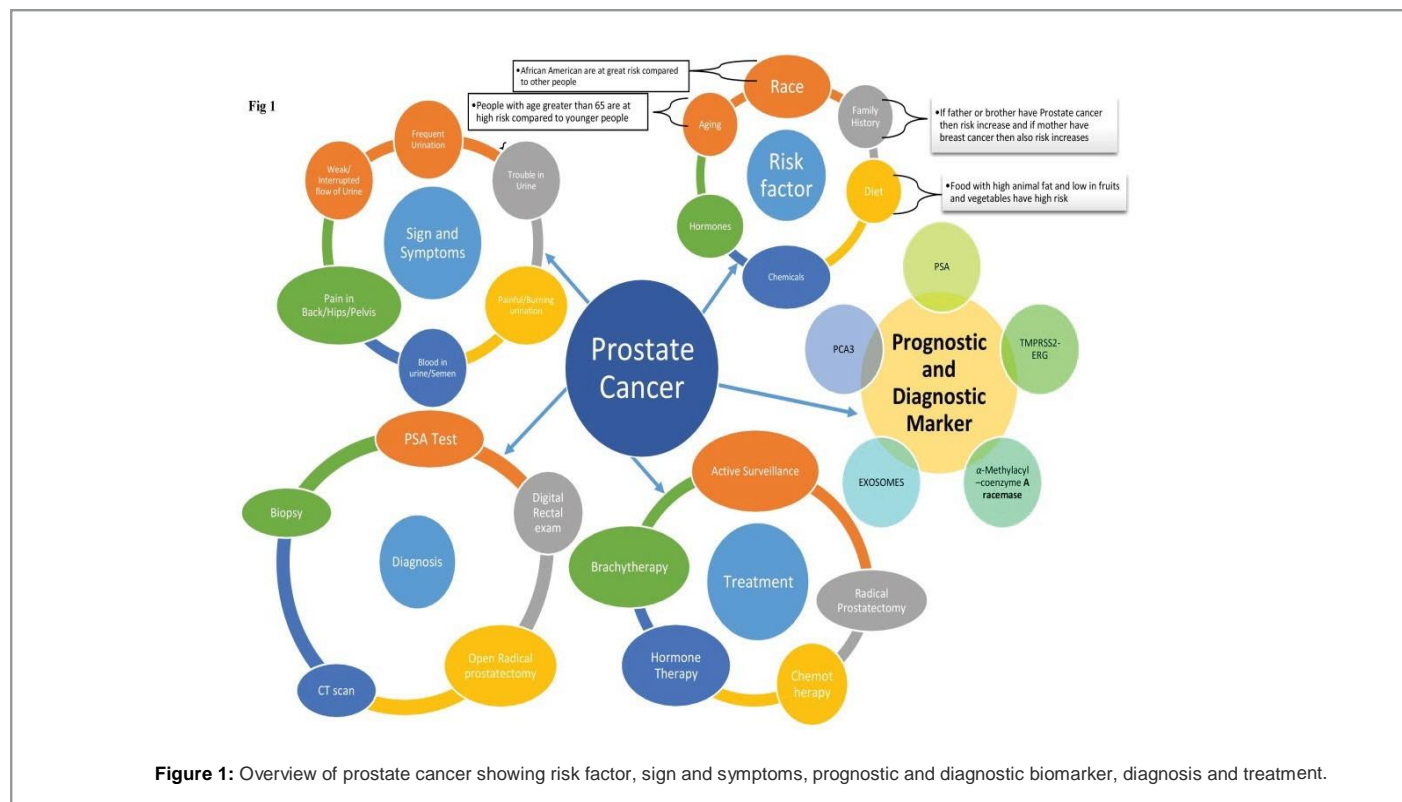 Fig 1
•African American are at great risk compared
to other people
•People with age greater than 65 are at
high risk compared to younger people
Race
Family
History
•If father or brother have Prostate cancer
then risk increase and if mother have
breast cancer then also risk increases
Aging
Risk
factor
Diet
•Food with high animal fat and low in fruits
and vegetables have high risk
Hormones
Chemicals
Frequent
Urination
Weak/
Interrupted
flow of Urine
Trouble in
Urine
Sign and
Symptoms
Pain in
Back/Hips/Pelvis
Painful/Burning
urination
Blood in
urine/Semen
Prostate
Cancer
PSA
PCA3
Prognostic
and
Diagnostic
Marker
TMPRSS2-
ERG
EXOSOMES
α-Methylacyl
–coenzyme A
racemase
PSA Test
Biopsy
Digital
Rectal
exam
Diagnosis
Open Radical
prostatectomy
CT scan
Active Surveillance
Brachytherapy
Treatment
Radical
Prostatectomy
Hormone
Therapy
Chemot
herapy
Figure 1: Overview of prostate cancer showing risk factor, sign and symptoms, prognostic and diagnostic biomarker, diagnosis and treatment.